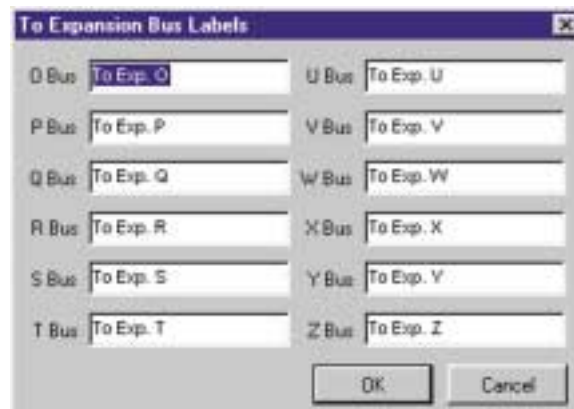 To Expansion Bus Labels
O Bus To Exp. O U Bus To Exp. U
P Bus To Exp. P V Bus To Exp. V
Q Bus To Exp. Q W Bus To Exp. W
R Bus To Exp. R X Bus To Exp. X
S Bus To Exp. S Y Bus To Exp. Y
T Bus To Exp. T Z Bus To Exp. Z
OK Cancel